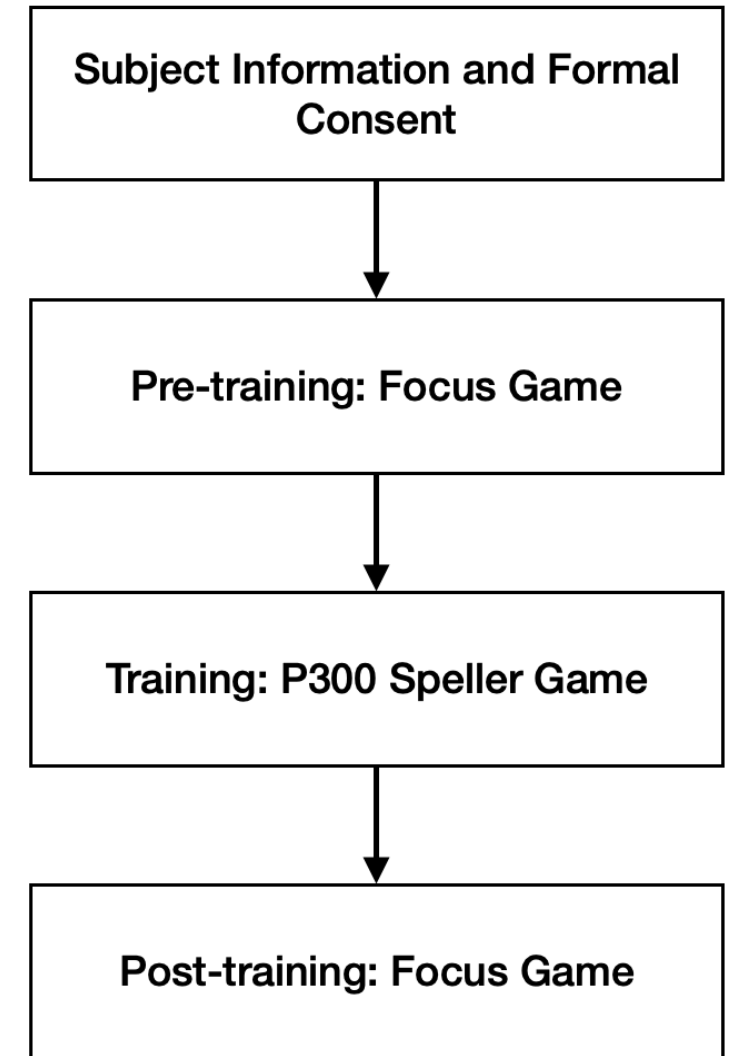 Subject Information and Formal
Consent
Pre-training: Focus Game
Training: P300 Speller Game
Post-training: Focus Game